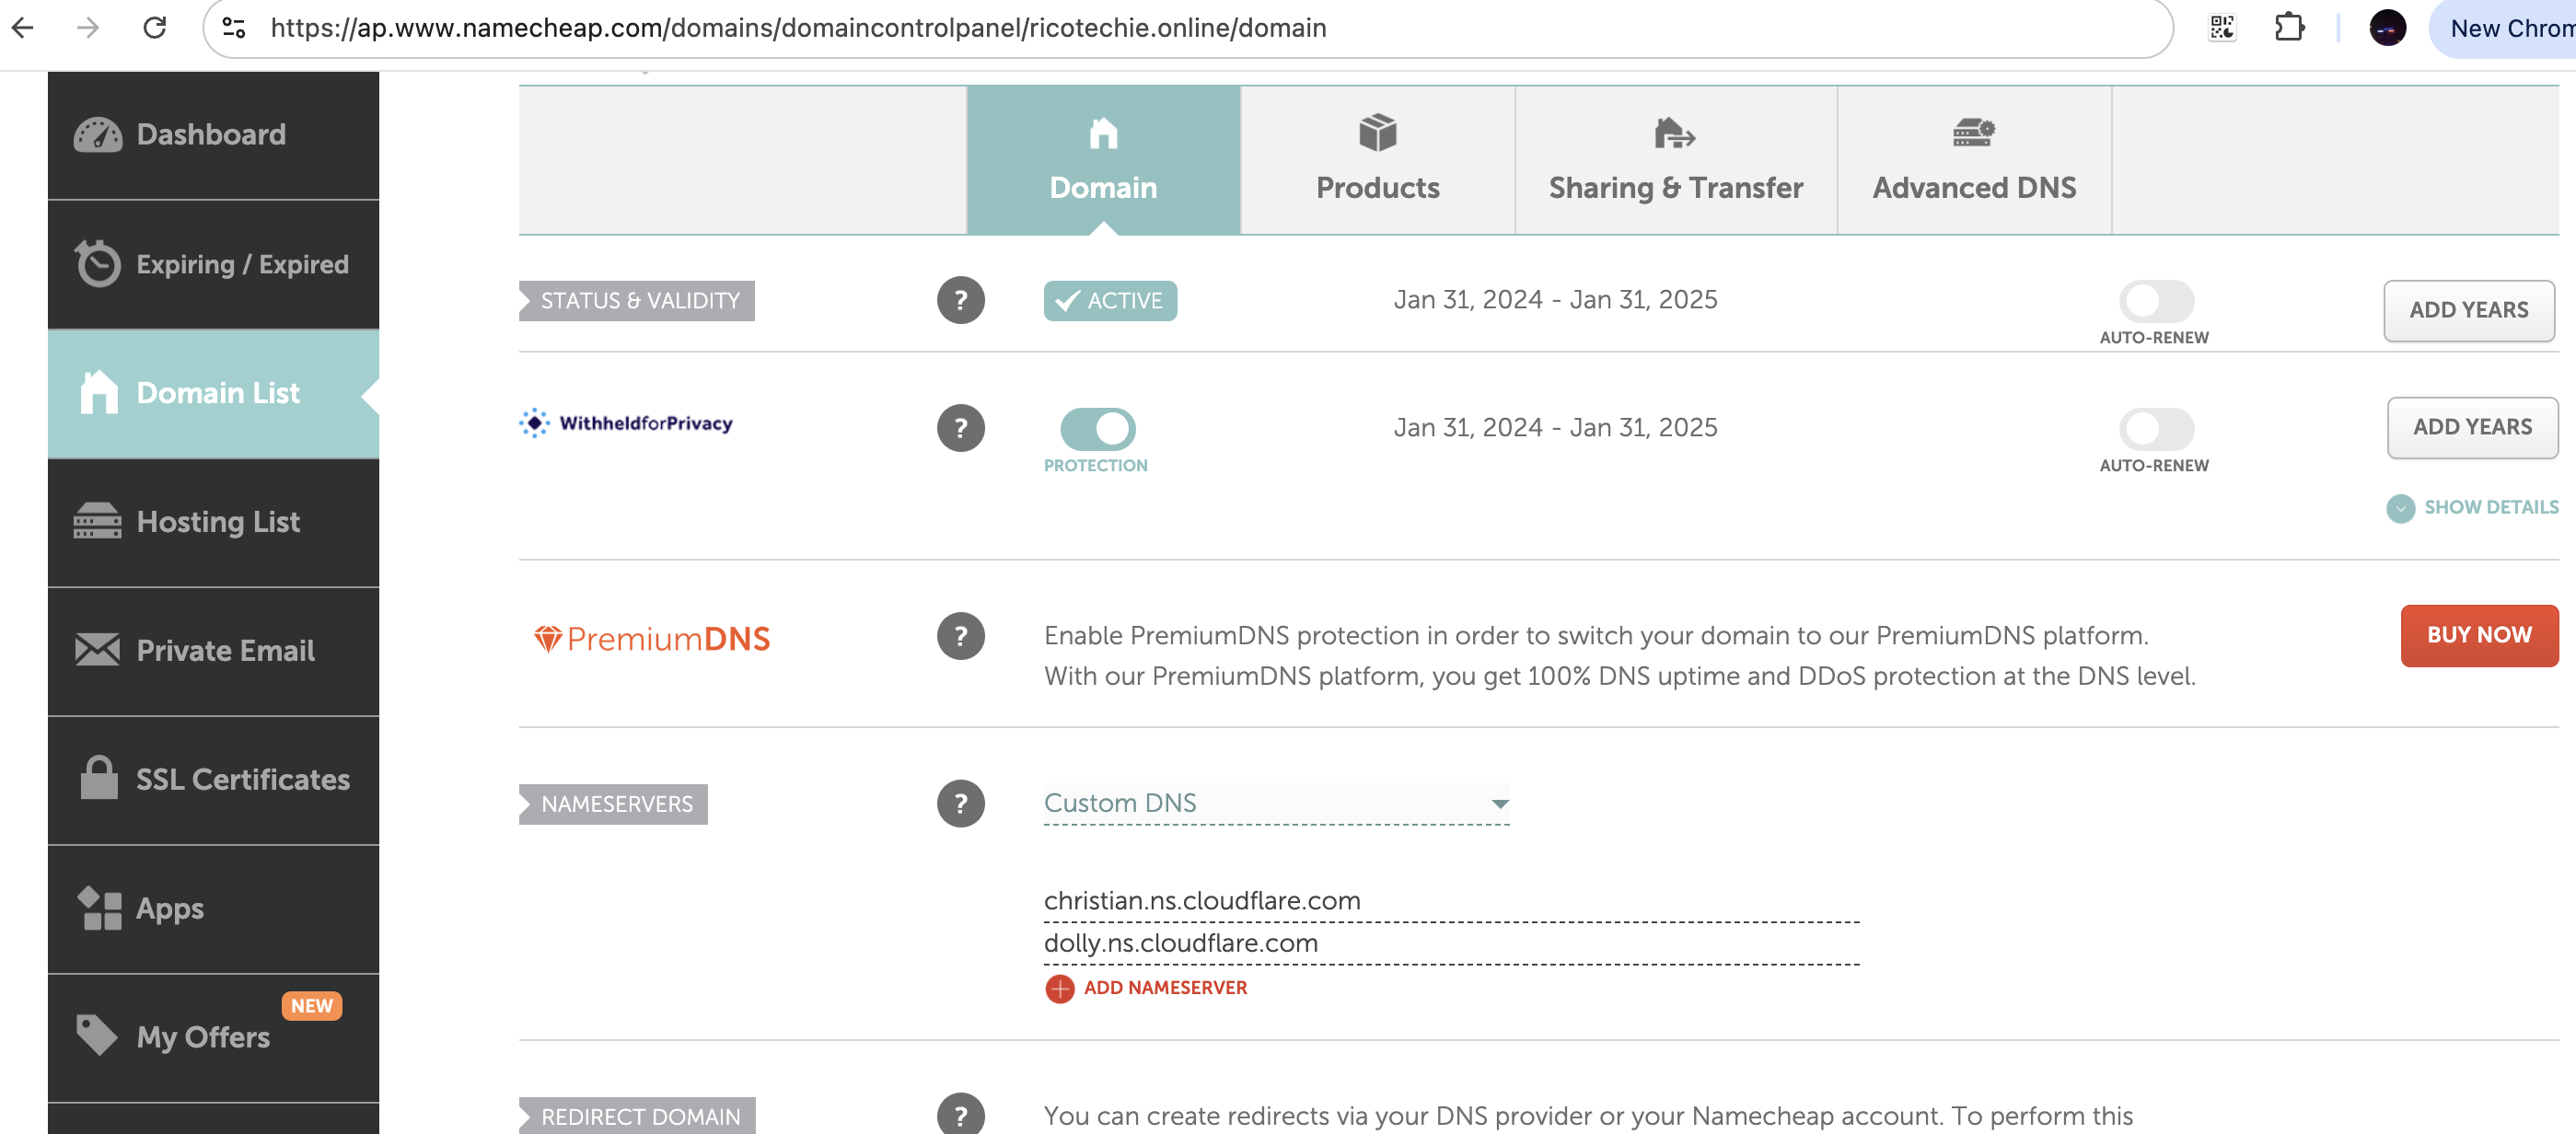 https://ap.www.namecheap.com/domains/domaincontrolpanel/ricotechie.online/domain
New Chrom
Dashboard
Expiring / Expired
Domain List
Hosting List
Private Email
SSL Certificates
Apps
NEW
My Offers
Domain
Products
Sharing & Transfer
Advanced DNS
STATUS & VALIDITY
?
ACTIVE
Jan 31, 2024 - Jan 31, 2025
AUTO-RENEW
ADD YEARS
WithheldforPrivacy
?
PROTECTION
Jan 31, 2024 - Jan 31, 2025
AUTO-RENEW
ADD YEARS
SHOW DETAILS
PremiumDNS
?
Enable PremiumDNS protection in order to switch your domain to our PremiumDNS platform.
With our PremiumDNS platform, you get 100% DNS uptime and DDoS protection at the DNS level.
BUY NOW
NAMESERVERS
?
Custom DNS
christian.ns.cloudflare.com
dolly.ns.cloudflare.com
ADD NAMESERVER
REDIRECT DOMAIN
?
You can create redirects via your DNS provider or your Namecheap account. To perform this